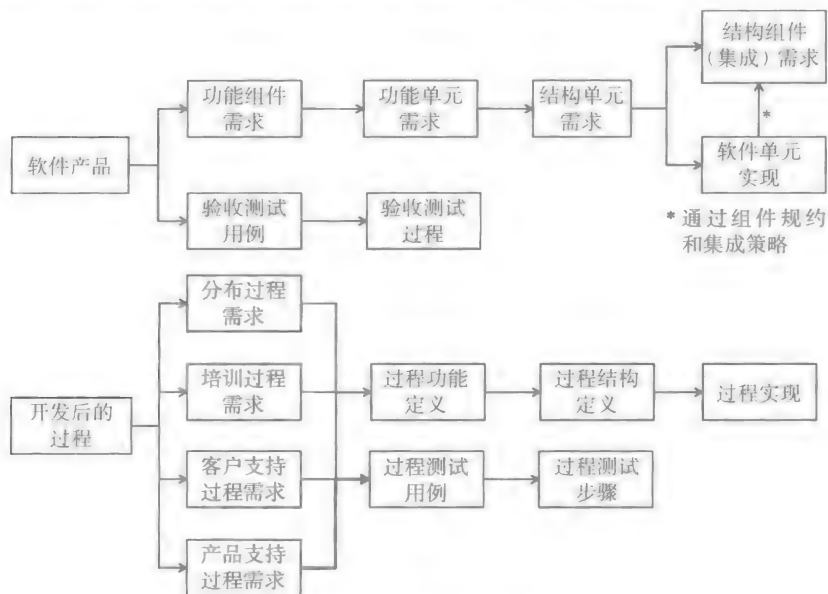 软件产品
功能组件
需求
功能单元
需求
结构单元
需求
结构组件
（集成）需求
*
软件单元
实现
验收测试
用例
验收测试
过程
*通过组件规约
和集成策略
开发后的
过程
分布过程
需求
培训过程
需求
客户支持
过程需求
产品支持
过程需求
过程功能
定义
过程结构
定义
过程实现
过程测试
用例
过程测试
步骤